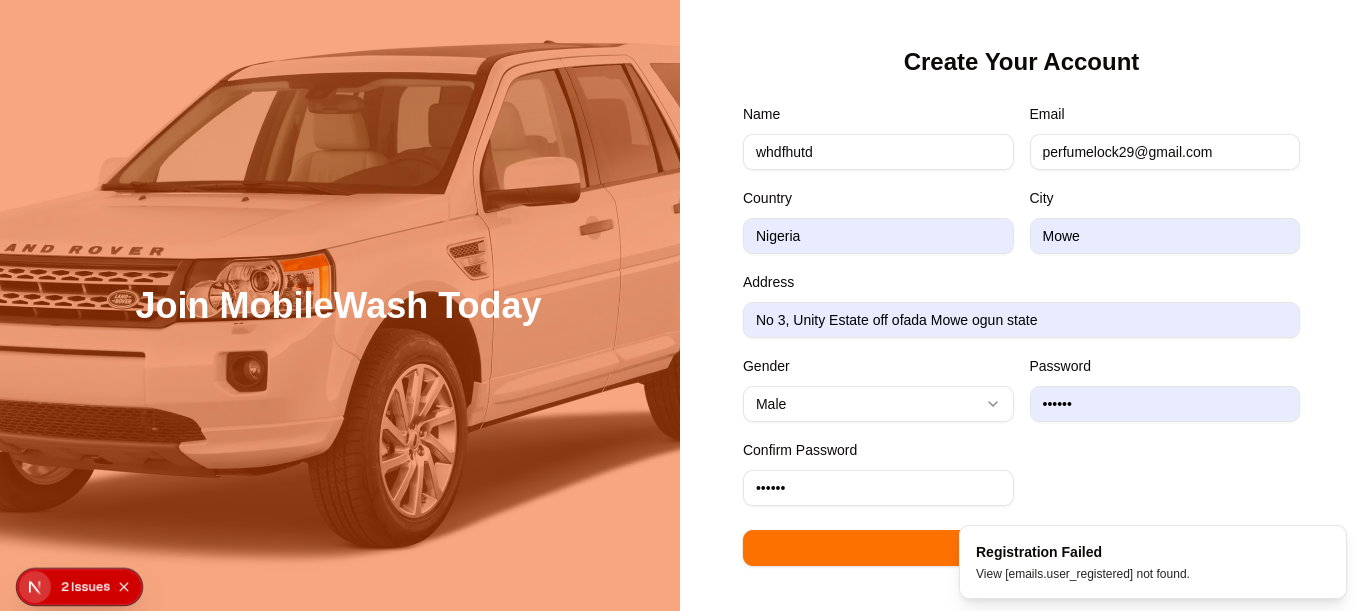 AND ROVER
LAND-
ROVER
Join MobileWash Today
N
2 Issues
Create Your Account
Name
Email
whdfhutd
perfumelock29@gmail.com
Country
City
Nigeria
Mowe
Address
No 3, Unity Estate off ofada Mowe ogun state
Gender
Password
Male
••••••
Confirm Password
••••••
Registration Failed
View [emails.user_registered] not found.